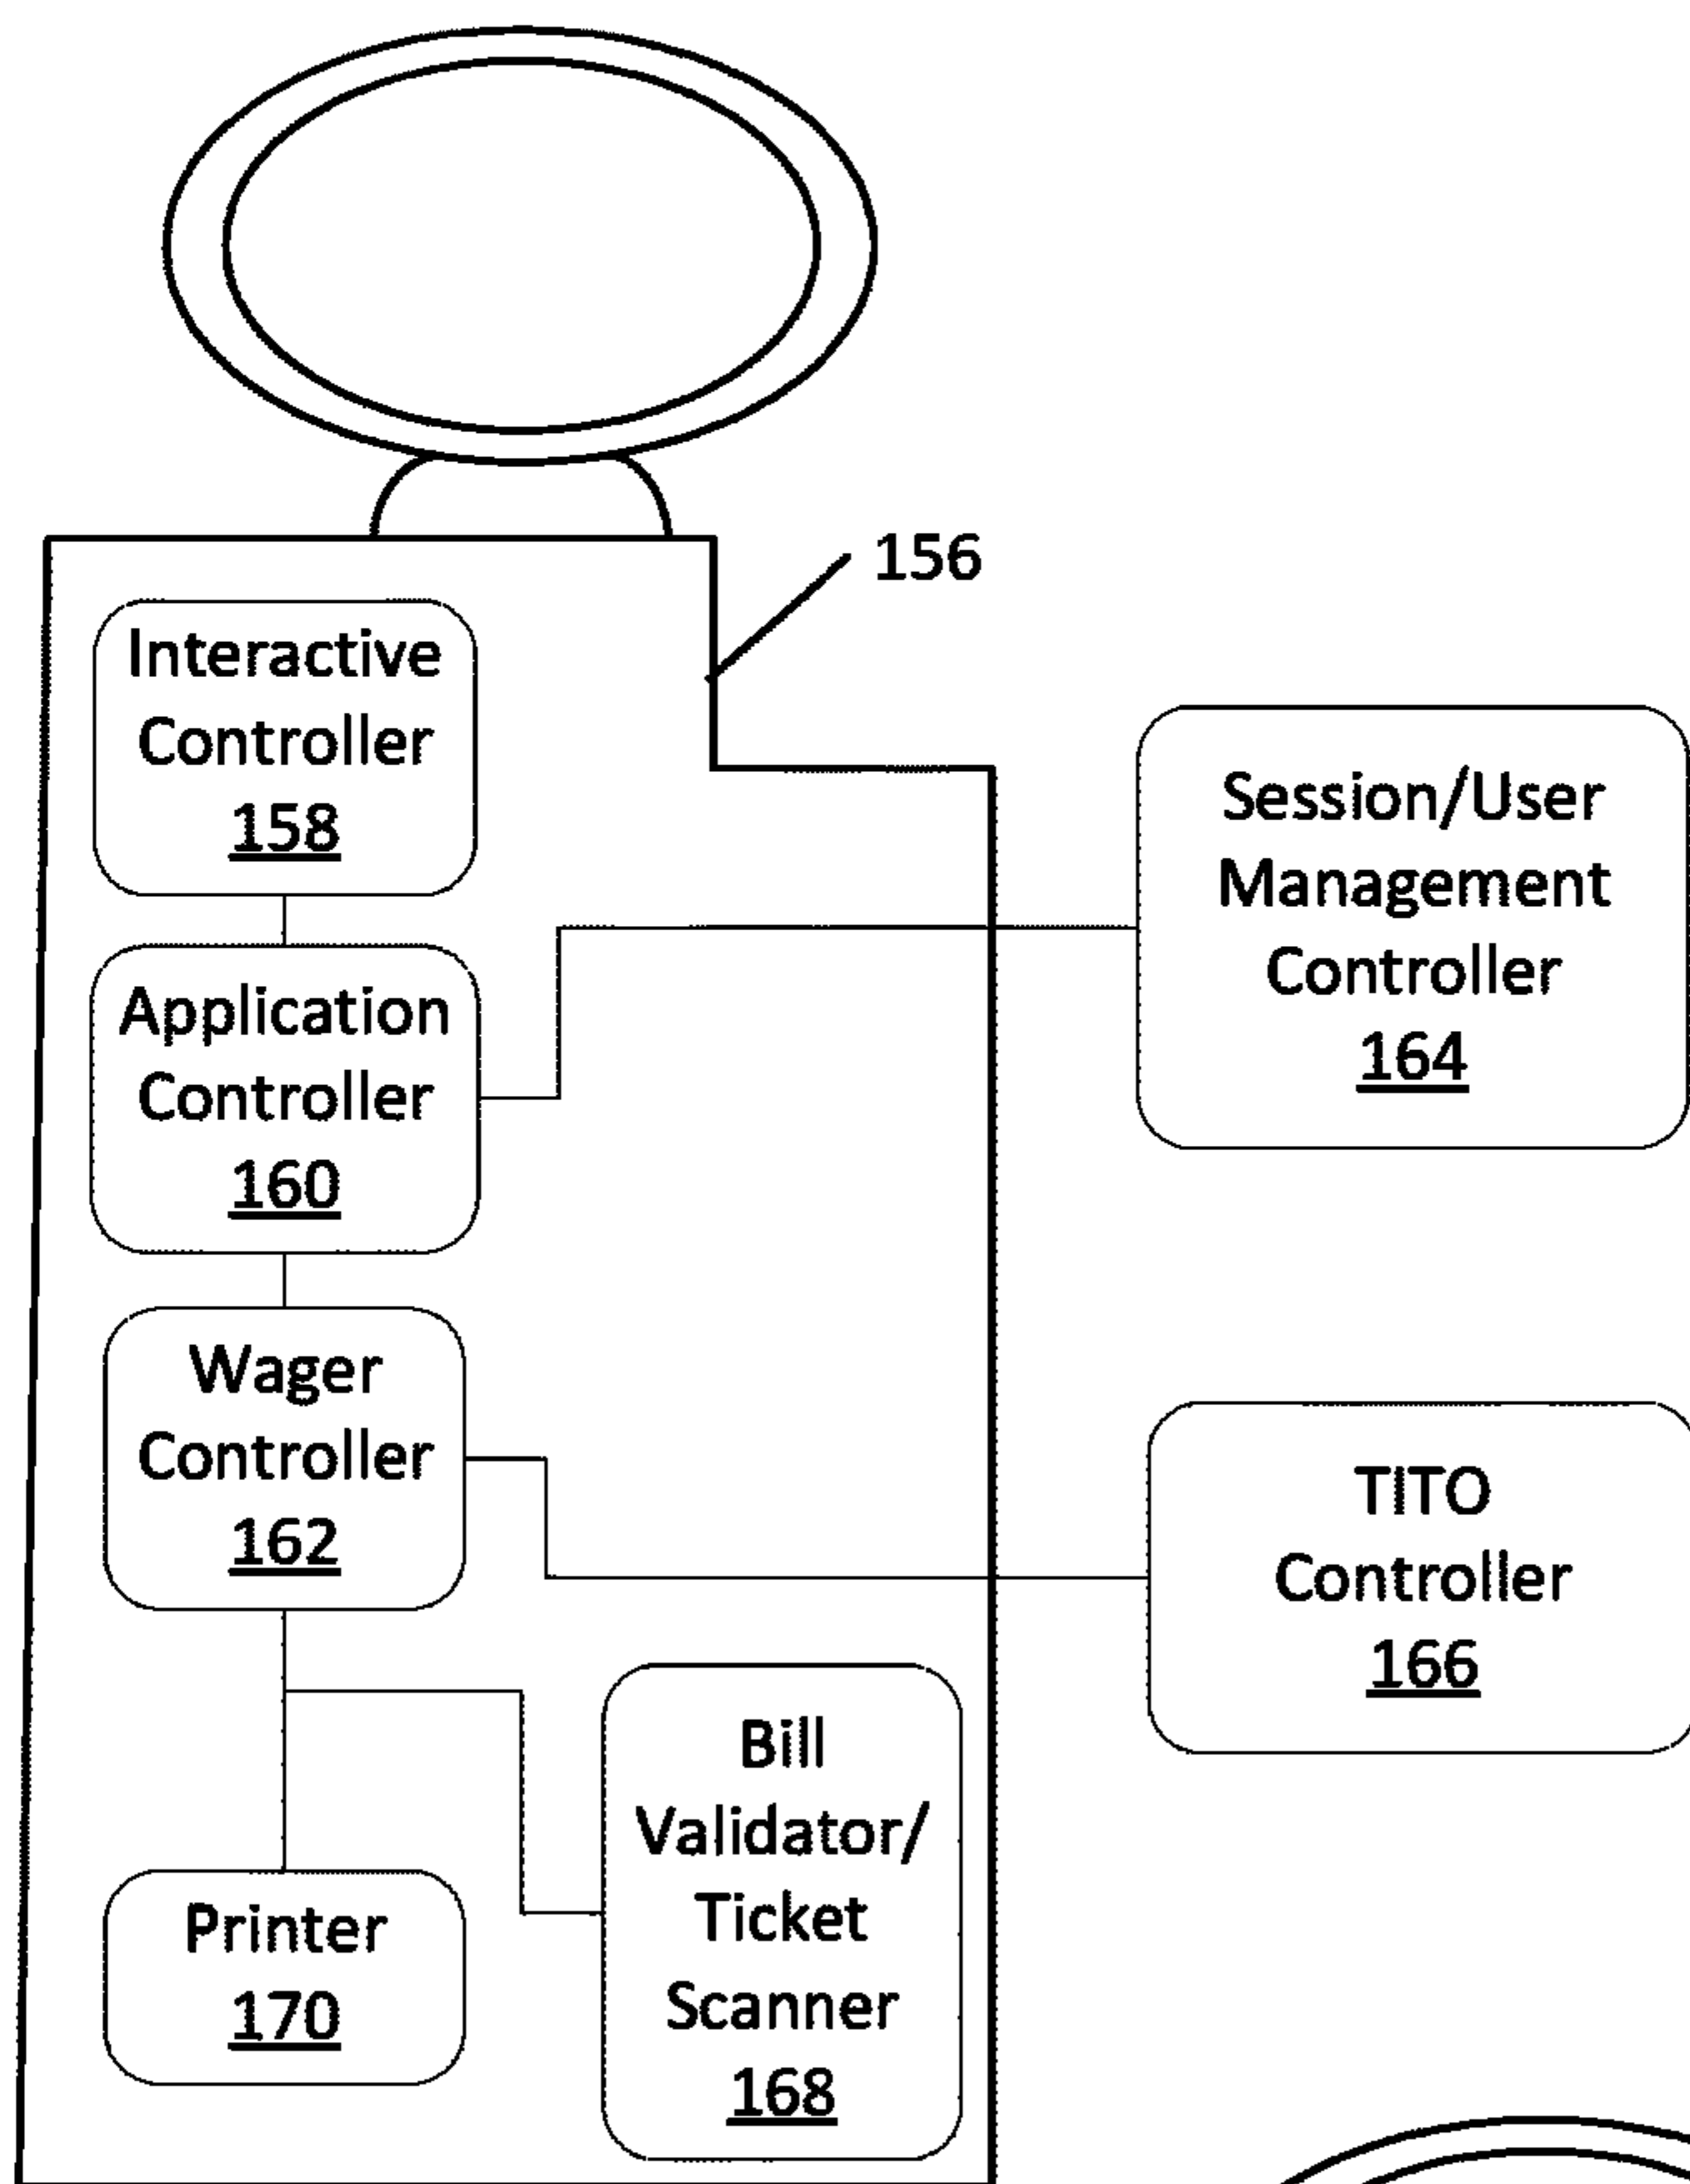 156
Interactive
Controller
158
Application
Controller
160
Session/User
Management
Controller
164
Wager
Controller
162
TITO
Controller
166
Bill
Validator/
Ticket
Scanner
168
Printer
170